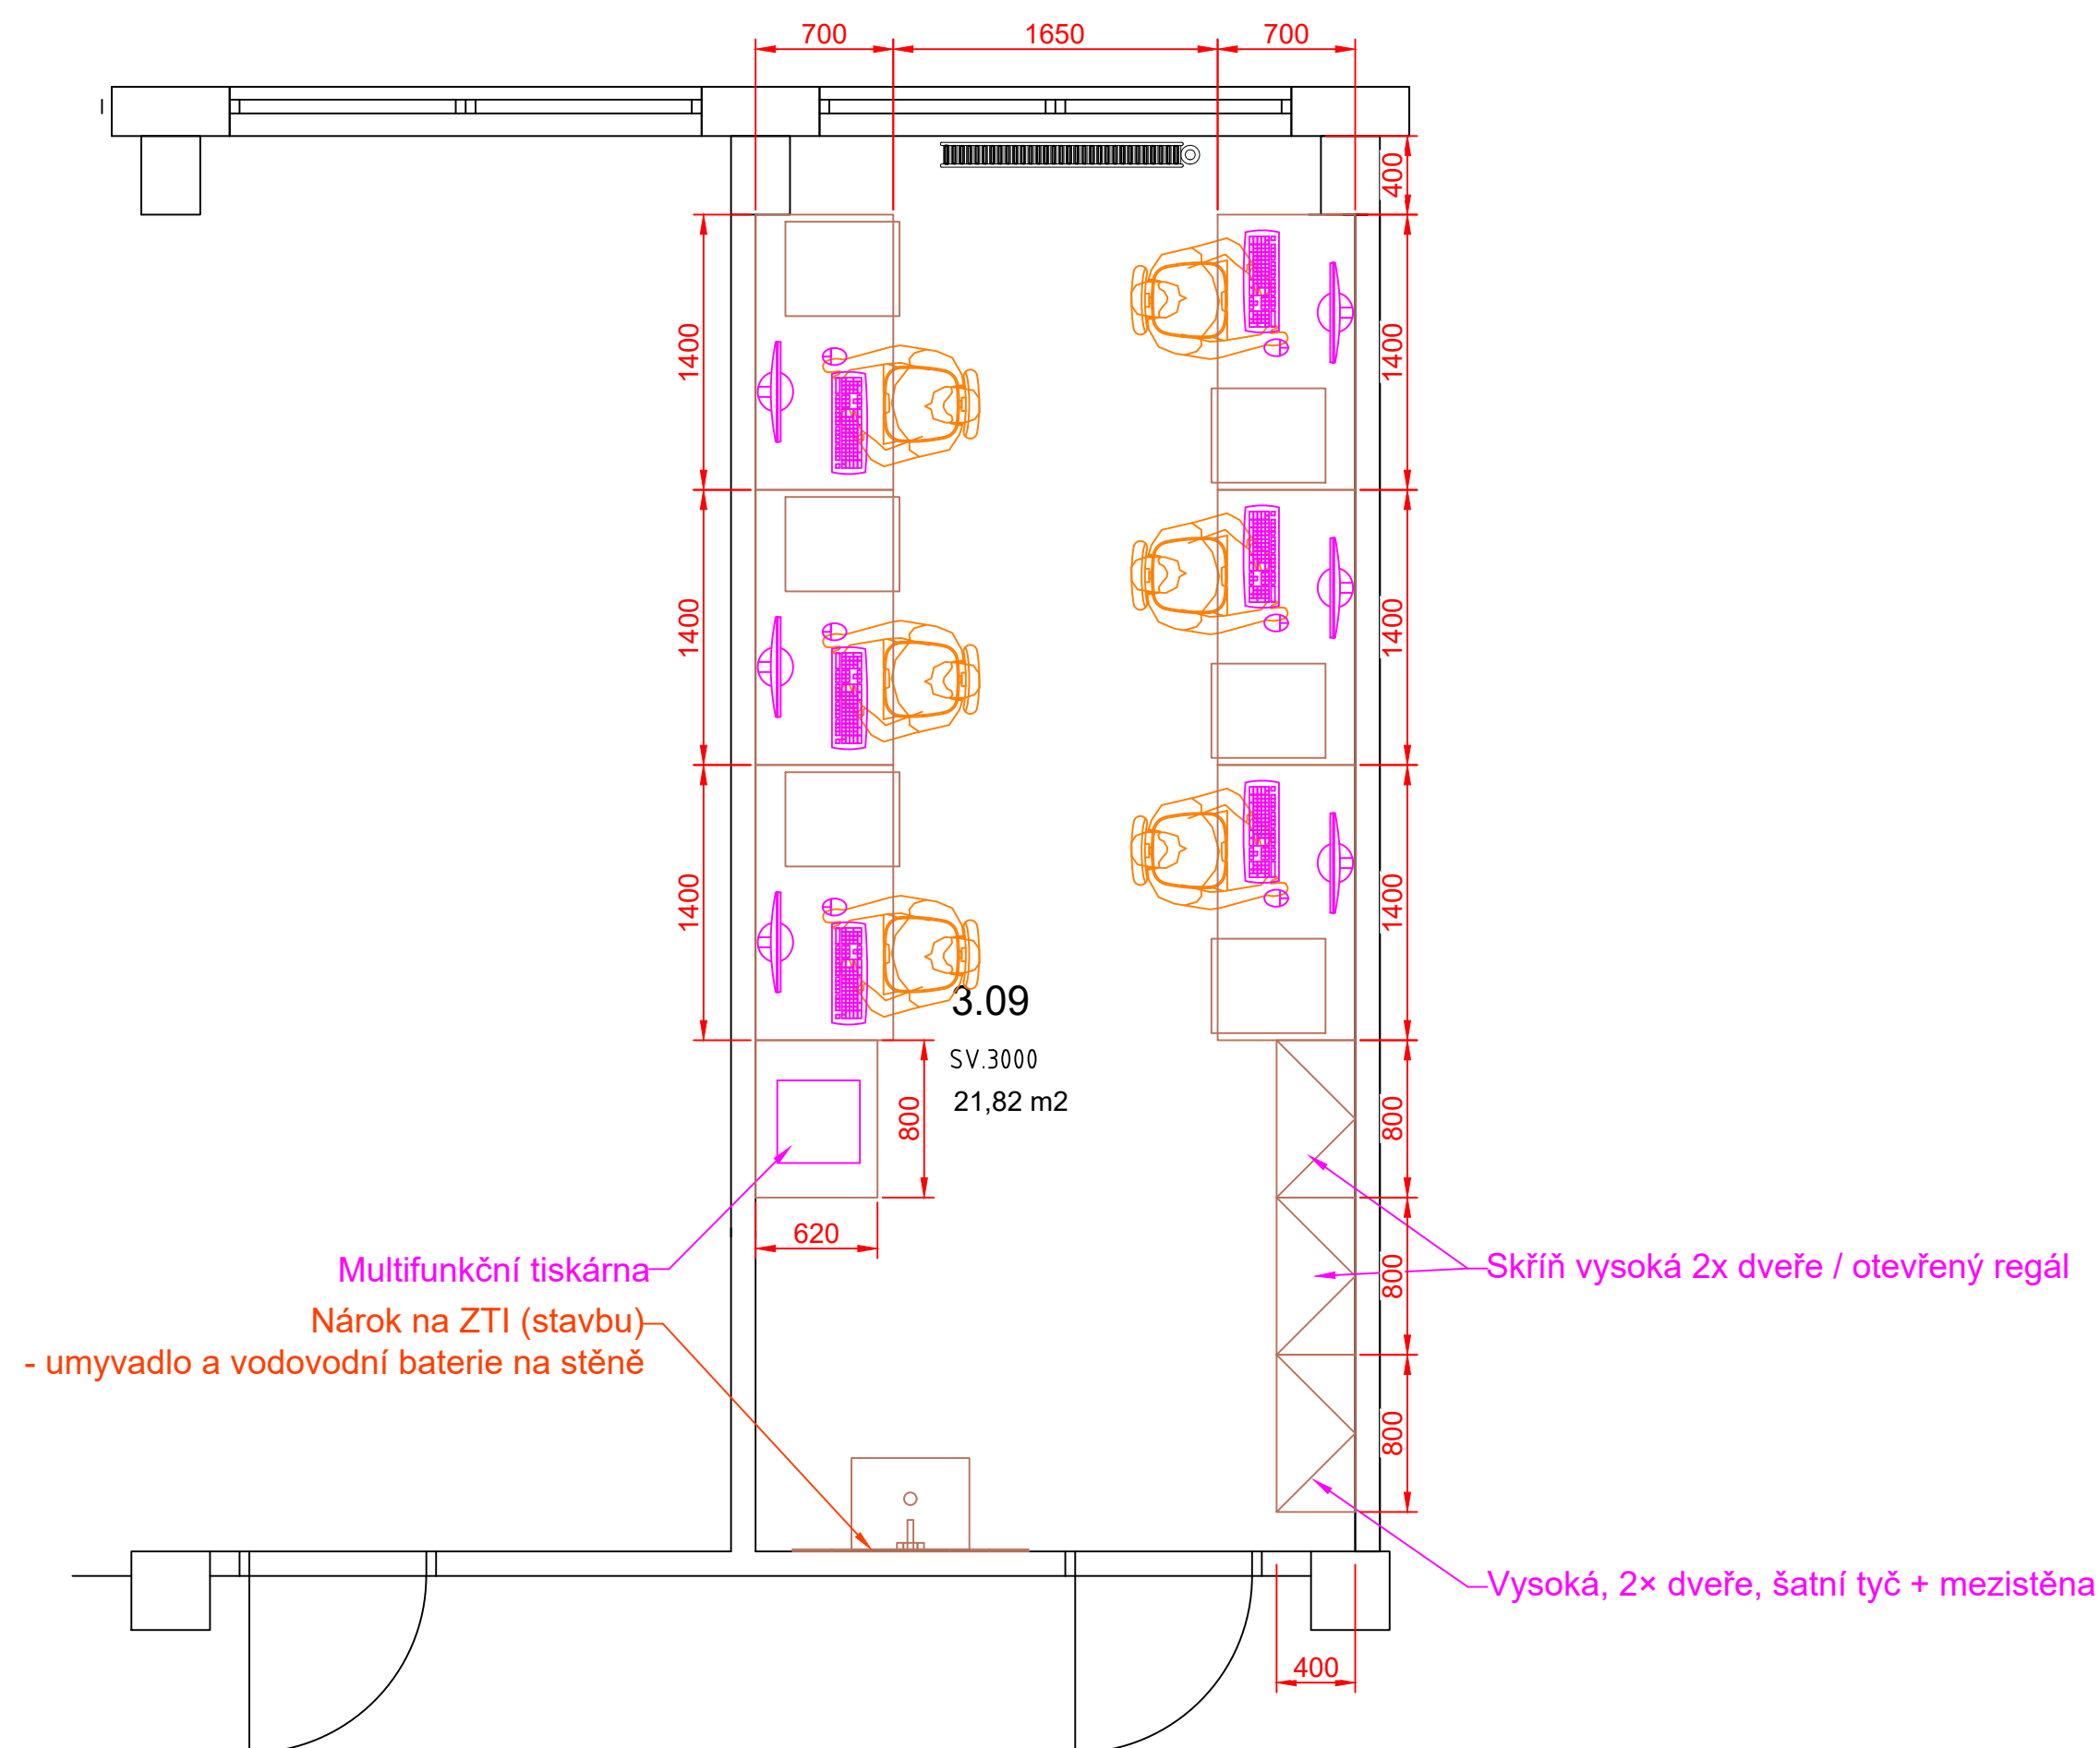 700
1650
700
400
1400
1400
1400
1400
1400
1400
3.09
SV.3000
21,82 m2
800
800
620
Multifunkční tiskárna
Skříň vysoká 2x dveře / otevřený regál
800
Nárok na ZTI (stavbu)
- umyvadlo a vodovodní baterie na stěně
800
Vysoká, 2× dveře, šatní tyč + mezistěna
400